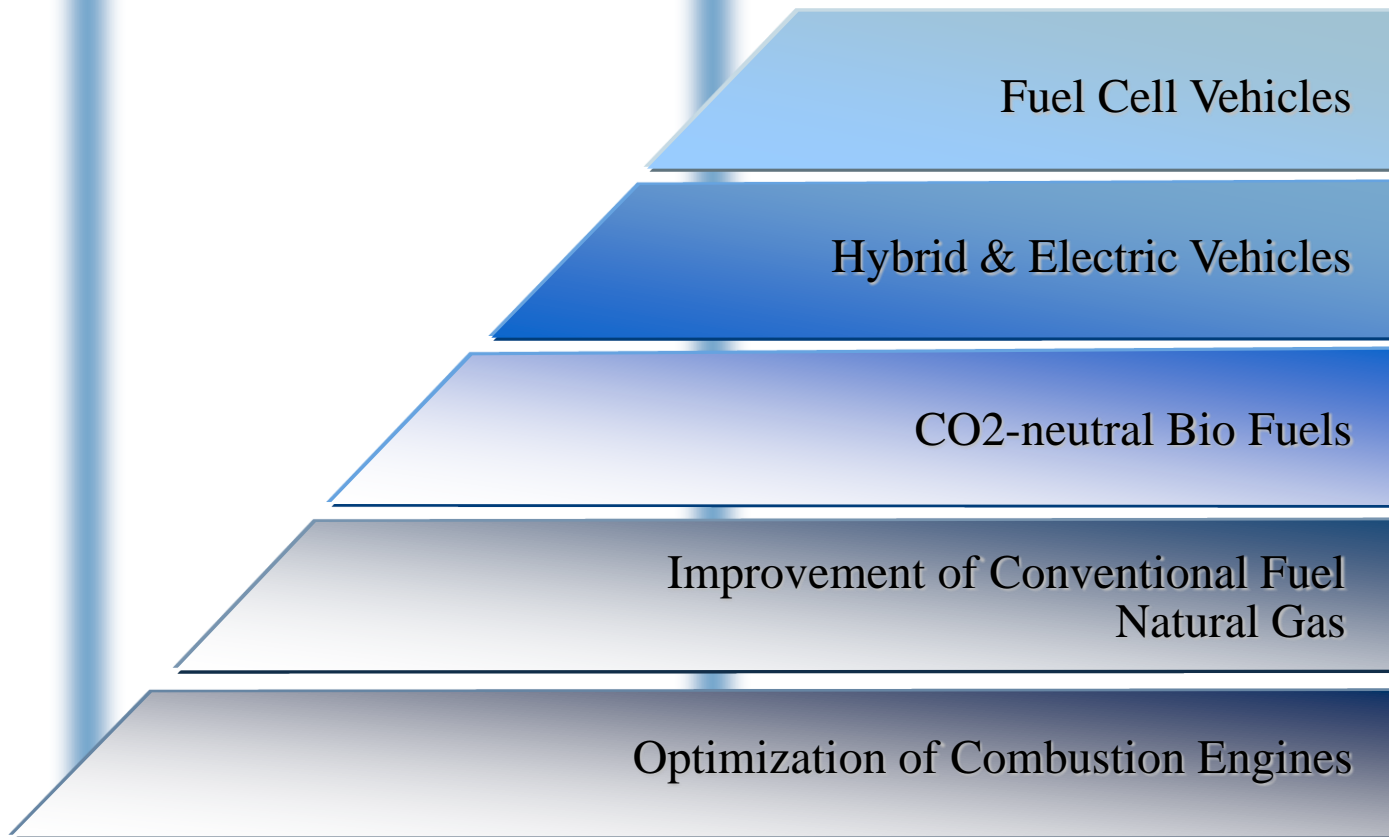 Fuel Cell Vehicles
Hybrid & Electric Vehicles
CO2-neutral Bio Fuels
Improvement of Conventional Fuel
Natural Gas
Optimization of Combustion Engines